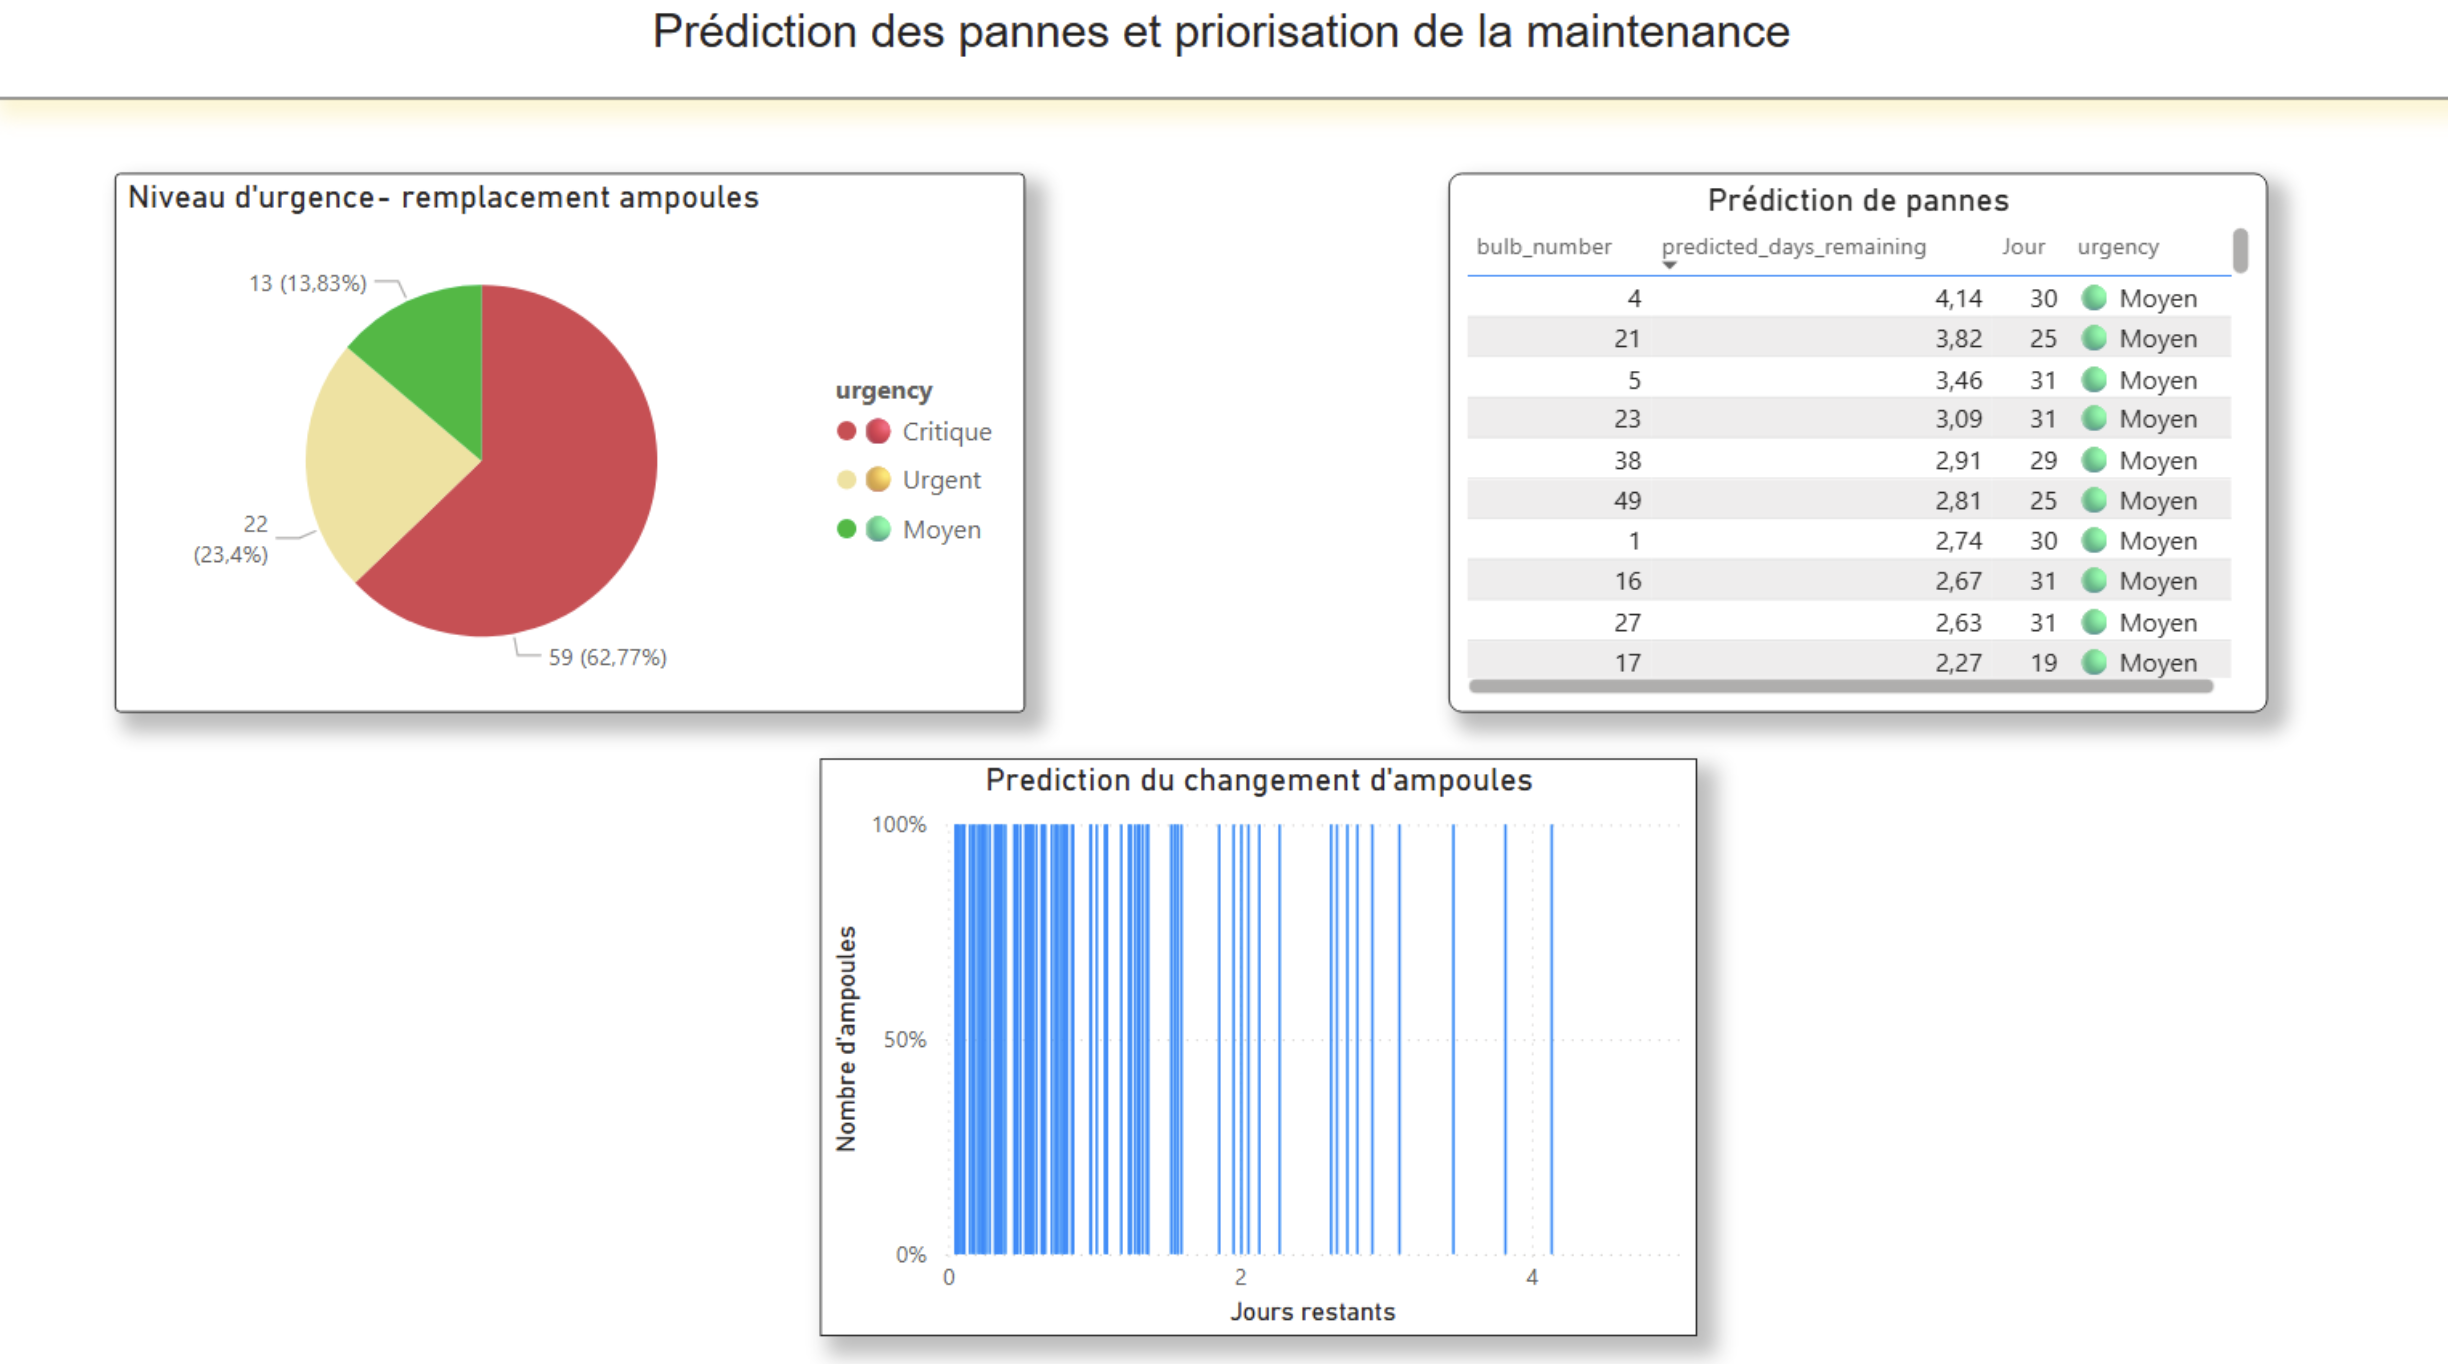 Prédiction des pannes et priorisation de la maintenance
Niveau d'urgence- remplacement ampoules
13 (13,83%)
22
(23,4%)
59 (62,77%)
urgency
Critique
Urgent
Moyen
Prédiction de pannes
bulb_number predicted_days_remaining Jour urgency
4 4,14 30 Moyen
21 3,82 25 Moyen
5 3,46 31 Moyen
23 3,09 31 Moyen
38 2,91 29 Moyen
49 2,81 25 Moyen
1 2,74 30 Moyen
16 2,67 31 Moyen
27 2,63 31 Moyen
17 2,27 19 Moyen
Prediction du changement d'ampoules
Nombre d'ampoules
100%
50%
0%
0 2 4
Jours restants